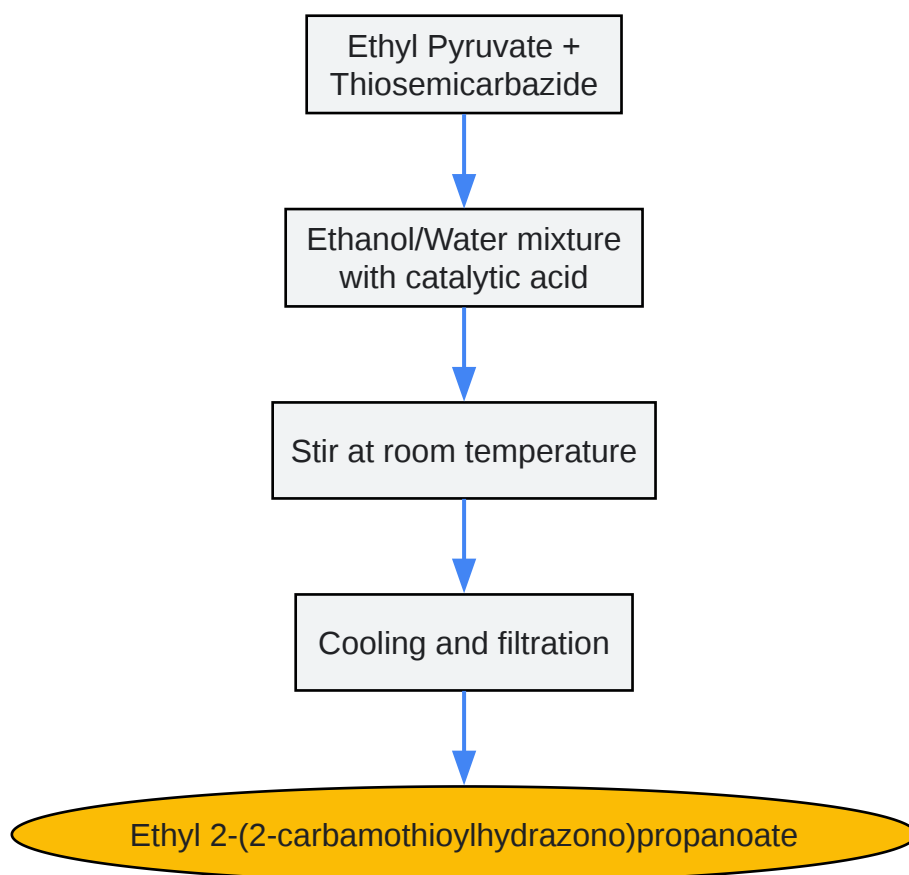 Ethyl Pyruvate +
Thiosemicarbazide
Ethanol/Water mixture
with catalytic acid
Stir at room temperature
Cooling and filtration
Ethyl 2-(2-carbamothioylhydrazono)propanoate